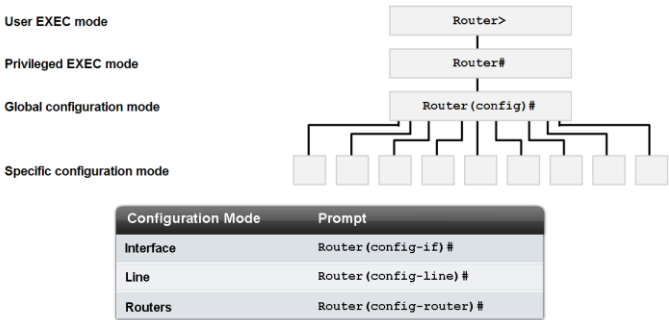 User EXEC mode Router>
Privileged EXEC mode Router#
Global configuration mode Router(config)#
Specific configuration mode
Configuration Mode Prompt
Interface Router(config-if)#
Line Router(config-line)#
Routers Router(config-router)#